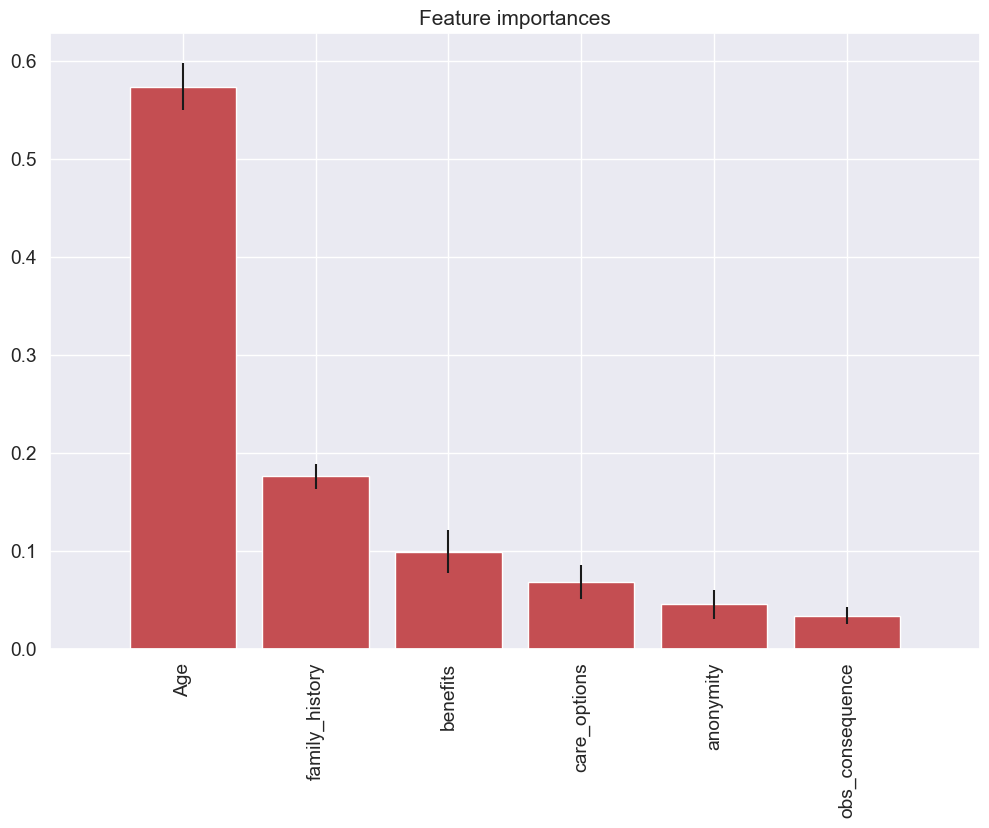 Feature importances
0.6
0.5
0.4
0.3
0.2
0.1
0.0
Age
family_history
benefits
care_options
anonymity
obs_consequence